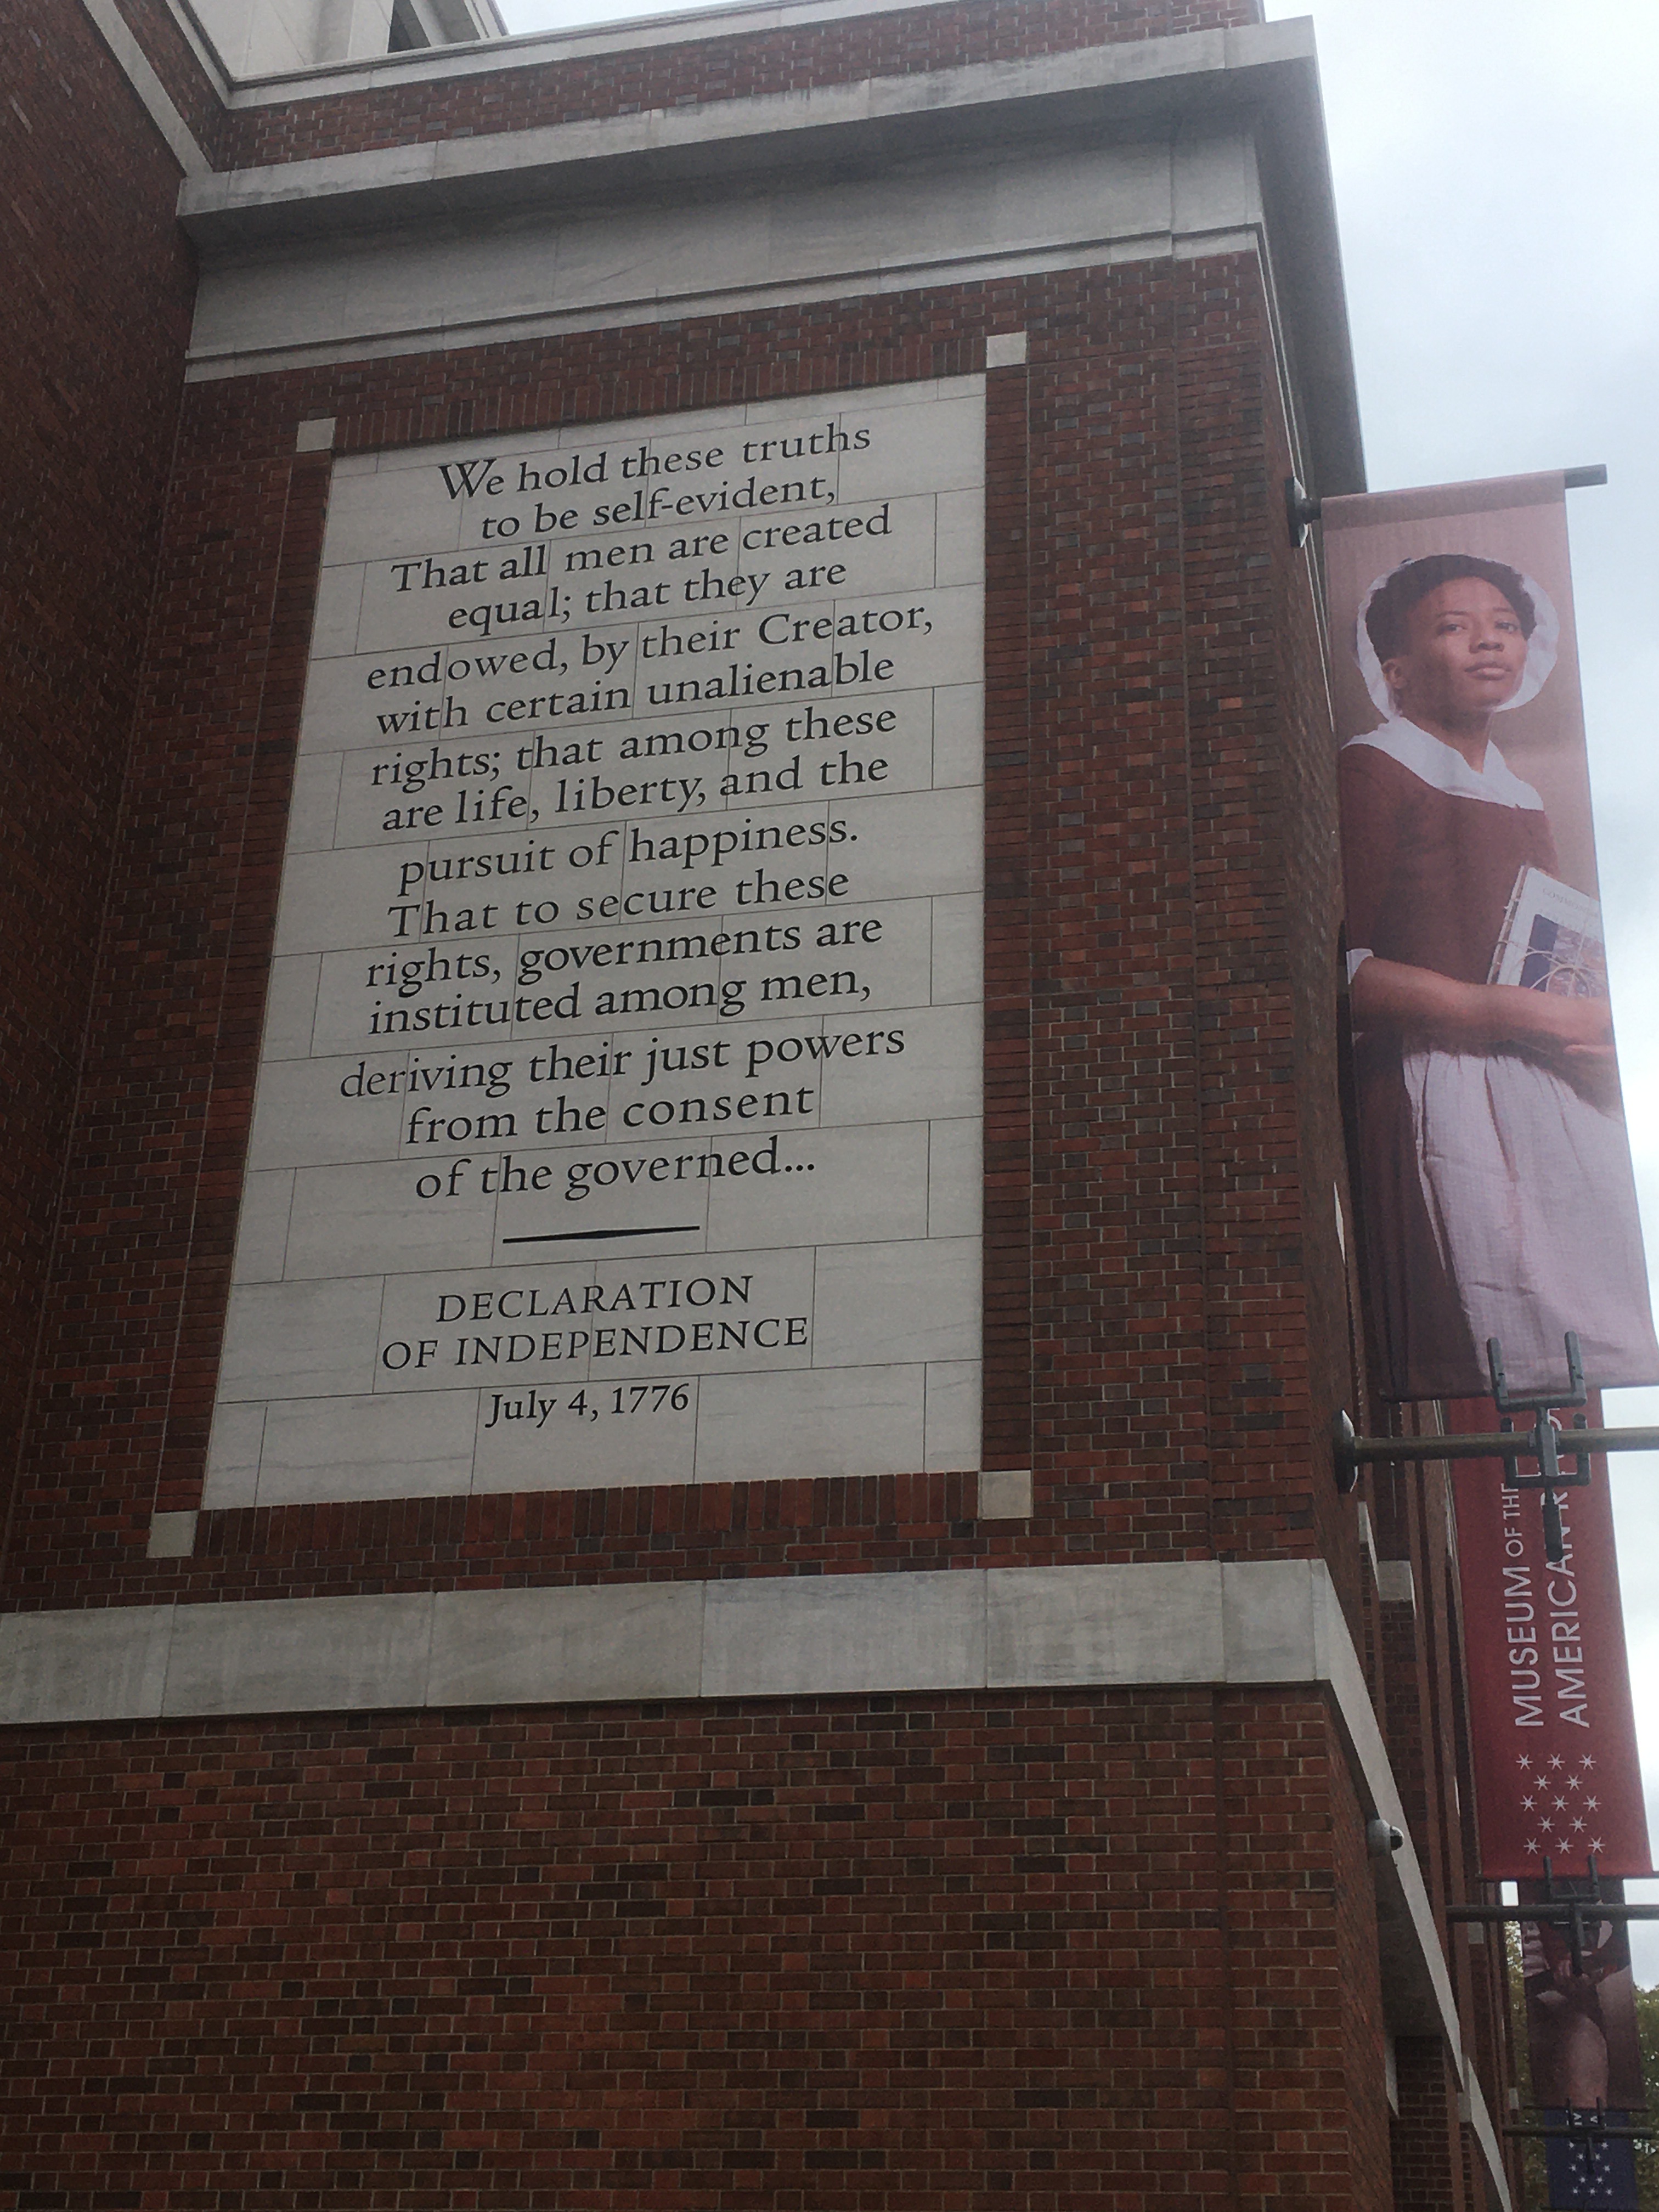 We hold these truths
to be self-evident,
That all men are created
equal; that they are
endowed, by their Creator,
with certain unalienable
rights; that among these
are life, liberty, and the
pursuit of happiness.
That to secure these
rights, governments are
instituted among men,
deriving their just powers
from the consent
of the governed...
DECLARATION
OF INDEPENDENCE
July 4, 1776
MUSEUM OF THE
AMERICAN